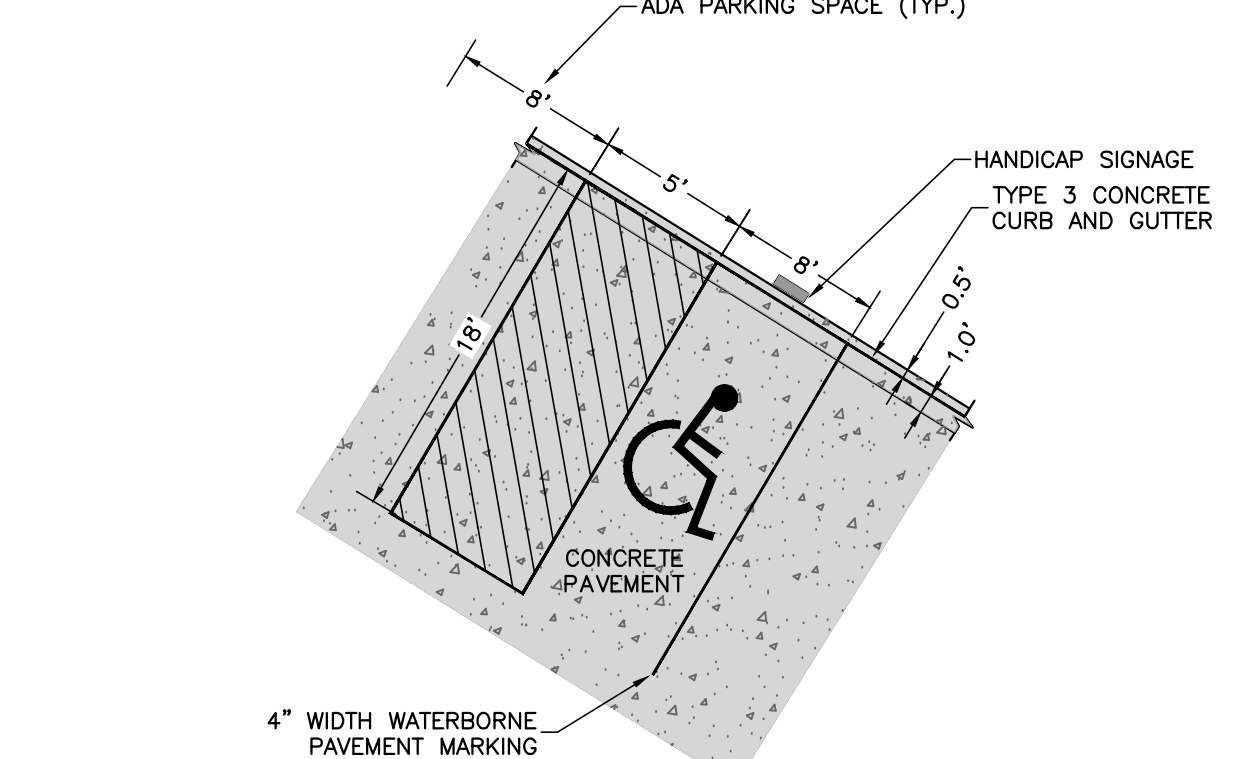 ADA PARKING SPACE (TYP.)
8'
5'
8'
HANDICAP SIGNAGE
TYPE 3 CONCRETE
CURB AND GUTTER
0.5'
1.0'
18'
CONCRETE
PAVEMENT
4" WIDTH WATERBORNE
PAVEMENT MARKING